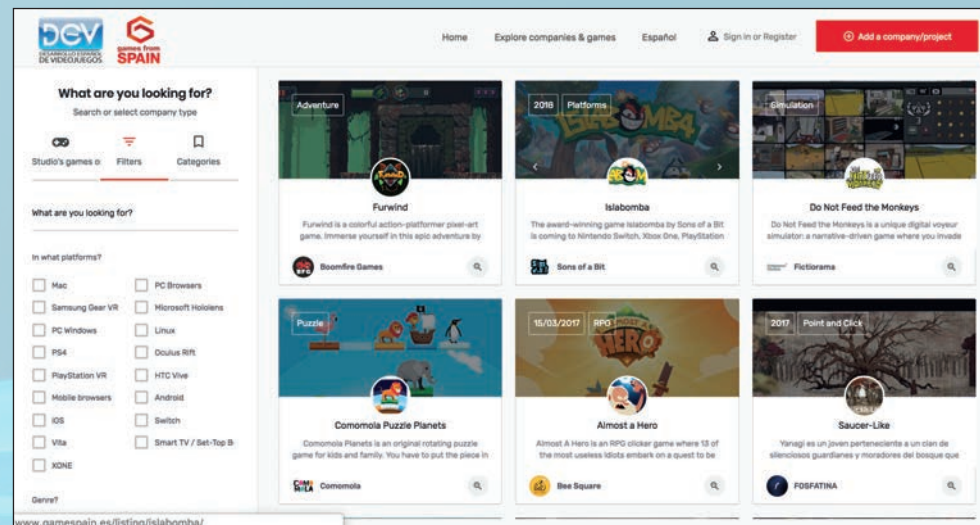 DEV
DESARROLLO ESPAÑOL
DE VIDEOJUEGOS
games from
SPAIN
Home
Explore companies & games
Español
Sign in or Register
Add a company/project
What are you looking for?
Search or select company type
Studio's games o
Filters
Categories
What are you looking for?
In what platforms?
Mac
PC Browsers
Samsung Gear VR
Microsoft Hololens
PC Windows
Linux
PS4
Oculus Rift
PlayStation VR
HTC Vive
Mobile browsers
Android
iOS
Switch
Vita
Smart TV / Set-Top B
XONE
Genre?
www.gamespain.es/listing/islabomba/
Adventure
FURWIND
Furwind
Furwind is a colorful action-platformer pixel-art
game. Immerse yourself in this epic adventure by
Boomfire Games
2018 Platforms
ISLABOMBA
Islabomba
The award-winning game Islabomba by Sons of a Bit
is coming to Nintendo Switch, Xbox One, PlayStation
Sons of a Bit
Simulation
Do Not Feed the Monkeys
Do Not Feed the Monkeys is a unique digital voyeur
simulator: a narrative-driven game where you invade
Fictiorama
Puzzle
Comomola Puzzle Planets
Comomola Planets is an original rotating puzzle
game for kids and family. You have to put the piece in
COMOMOLA
Comomola
15/03/2017 RPG
ALMOST A
HERO
Almost a Hero
Almost A Hero is an RPG clicker game where 13 of
the most useless idiots embark on a quest to be
Bee Square
2017 Point and Click
Saucer-Like
Yanagi es un joven perteneciente a un clan de
silenciosos guardianes y moradores del bosque que
FOSFATINA